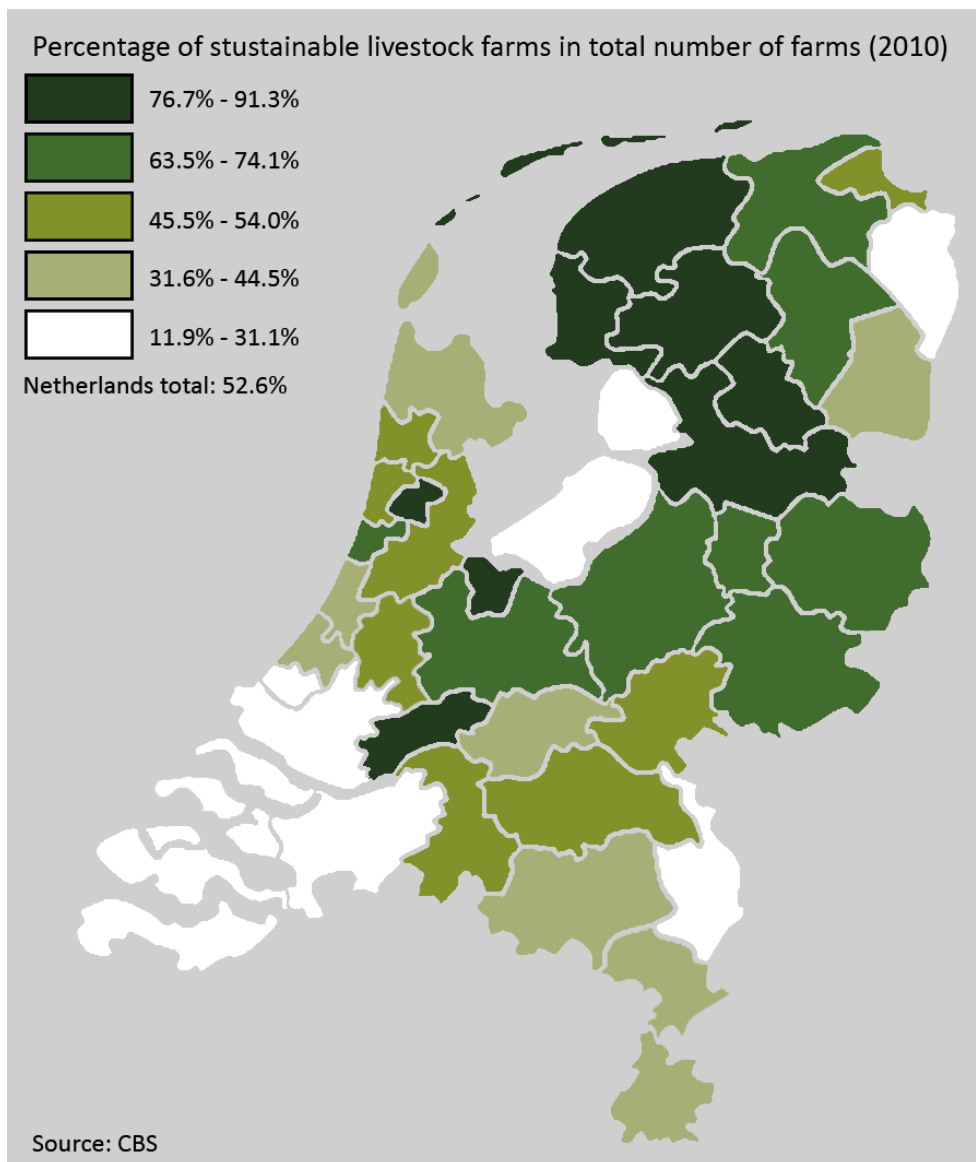 Percentage of stustainable livestock farms in total number of farms (2010)
76.7% - 91.3%
63.5% - 74.1%
45.5% - 54.0%
31.6% - 44.5%
11.9% - 31.1%
Netherlands total: 52.6%
Source: CBS